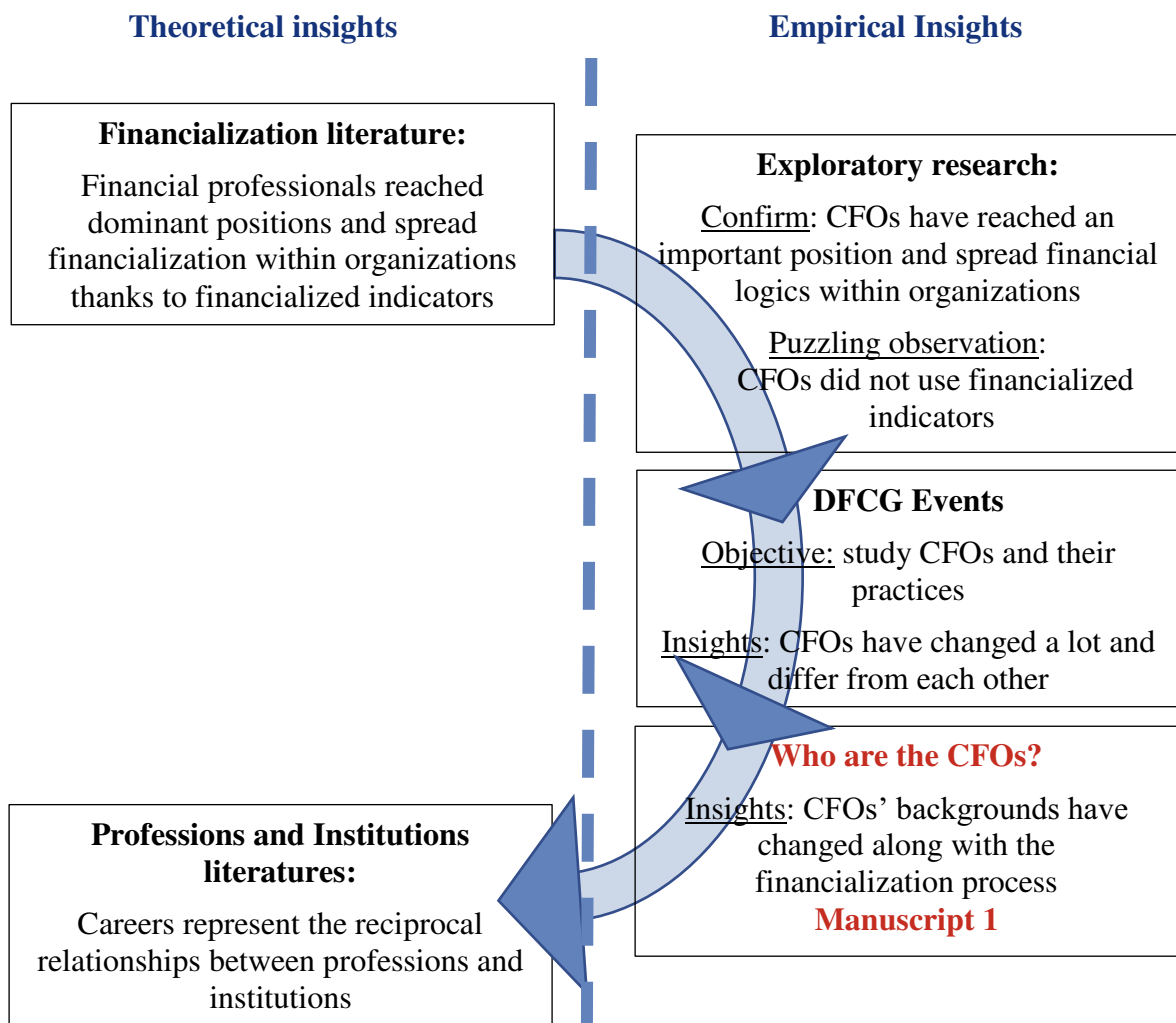 Theoretical insights
Empirical Insights
Financialization literature:
Financial professionals reached
dominant positions and spread
financialization within organizations
thanks to financialized indicators
Exploratory research:
Confirm: CFOs have reached an
important position and spread financial
logics within organizations
Puzzling observation:
CFOs did not use financialized
indicators
DFCG Events
Objective: study CFOs and their
practices
Insights: CFOs have changed a lot and
differ from each other
Who are the CFOs?
Insights: CFOs’ backgrounds have
changed along with the
financialization process
Manuscript 1
Professions and Institutions
literatures:
Careers represent the reciprocal
relationships between professions and
institutions